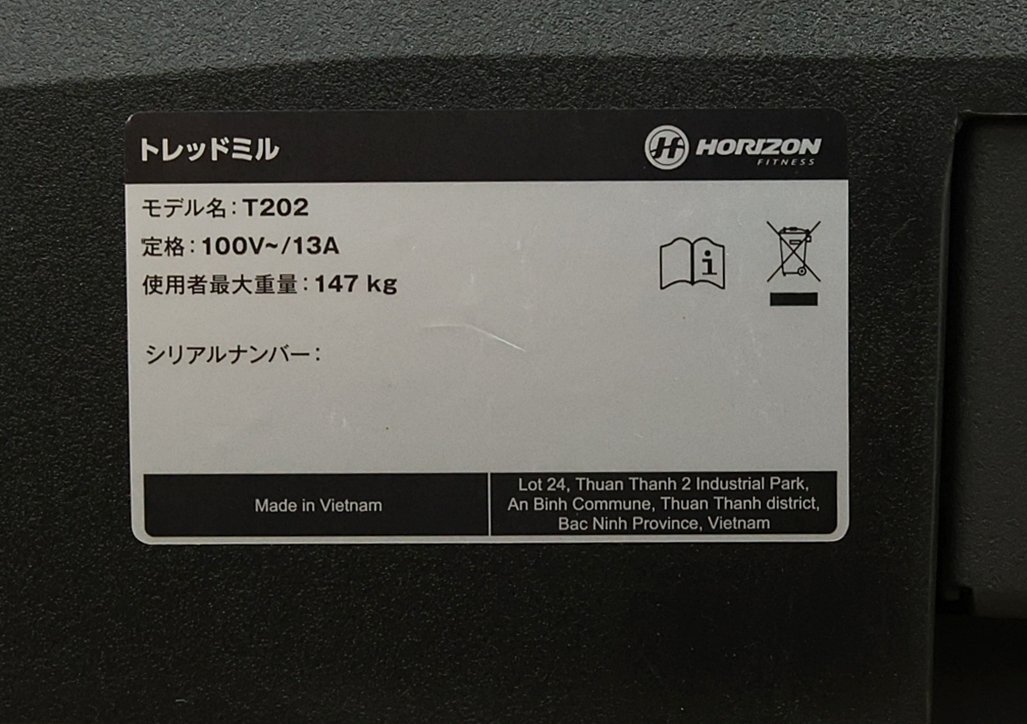 トレッドミル
HORIZON
FITNESS
モデル名：T202
定格：100V~/13A
使用者最大重量：147 kg
シリアルナンバー：
Made in Vietnam
Lot 24, Thuan Thanh 2 Industrial Park,
An Binh Commune, Thuan Thanh district,
Bac Ninh Province, Vietnam